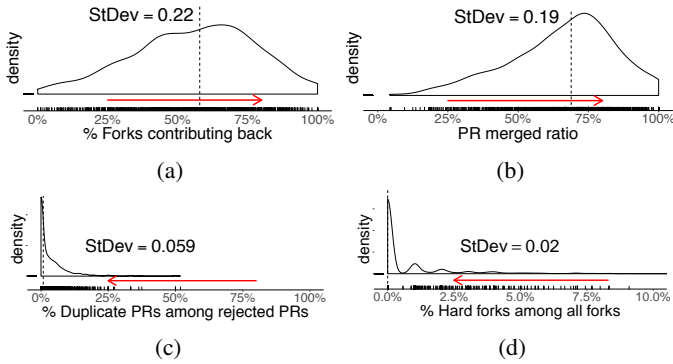 StDev = 0.22
density
0% 25% 50% 75% 100%
% Forks contributing back
(a)
StDev = 0.19
density
0% 25% 50% 75% 100%
PR merged ratio
(b)
StDev = 0.059
density
0% 25% 50% 75% 100%
% Duplicate PRs among rejected PRs
(c)
StDev = 0.02
density
0.0% 2.5% 5.0% 7.5% 10.0%
% Hard forks among all forks
(d)